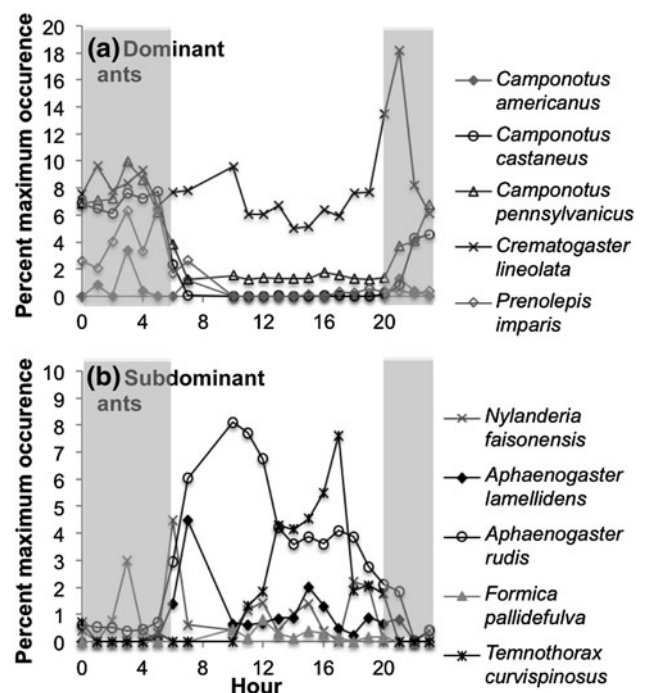 20
18
16
14
12
10
8
6
4
2
0
Percent maximum occurence
(a) Dominant
ants
0 4 8 12 16 20
Camponotus
americanus
Camponotus
castaneus
Camponotus
pennsylvanicus
Crematogaster
lineolata
Prenolepis
imparis
10
9
8
7
6
5
4
3
2
1
0
Percent maximum occurence
(b) Subdominant
ants
0 4 8 12 16 20
Hour
Nylanderia
faisonensis
Aphaenogaster
lamellidens
Aphaenogaster
rudis
Formica
pallidefulva
Temnothorax
curvispinosus